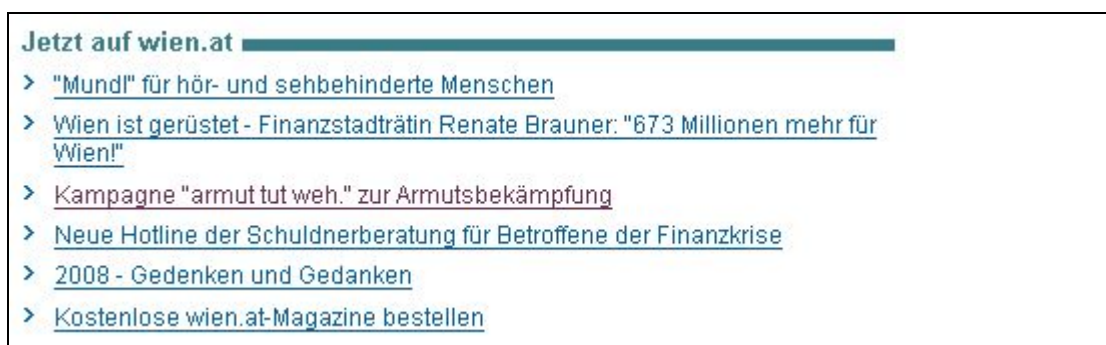 Jetzt auf wien.at
"Mundl" für hör- und sehbehinderte Menschen
Wien ist gerüstet - Finanzstadträtin Renate Brauner: "673 Millionen mehr für
Wien!"
Kampagne "armut tut weh." zur Armutsbekämpfung
Neue Hotline der Schuldnerberatung für Betroffene der Finanzkrise
2008 - Gedenken und Gedanken
Kostenlose wien.at-Magazine bestellen